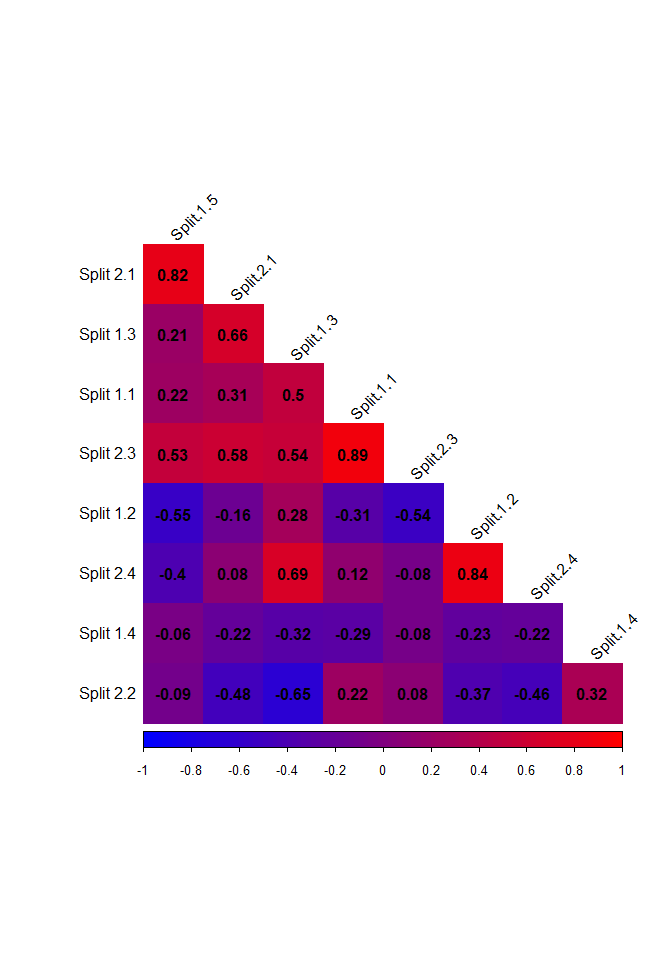 Split.1.5
Split 2.1 0.82 Split.2.1
Split 1.3 0.21 0.66 Split.1.3
Split 1.1 0.22 0.31 0.5 Split.1.1
Split 2.3 0.53 0.58 0.54 0.89 Split.2.3
Split 1.2 -0.55 -0.16 0.28 -0.31 -0.54 Split.1.2
Split 2.4 -0.4 0.08 0.69 0.12 -0.08 0.84 Split.2.4
Split 1.4 -0.06 -0.22 -0.32 -0.29 -0.08 -0.23 -0.22 Split.1.4
Split 2.2 -0.09 -0.48 -0.65 0.22 0.08 -0.37 -0.46 0.32
-1 -0.8 -0.6 -0.4 -0.2 0 0.2 0.4 0.6 0.8 1